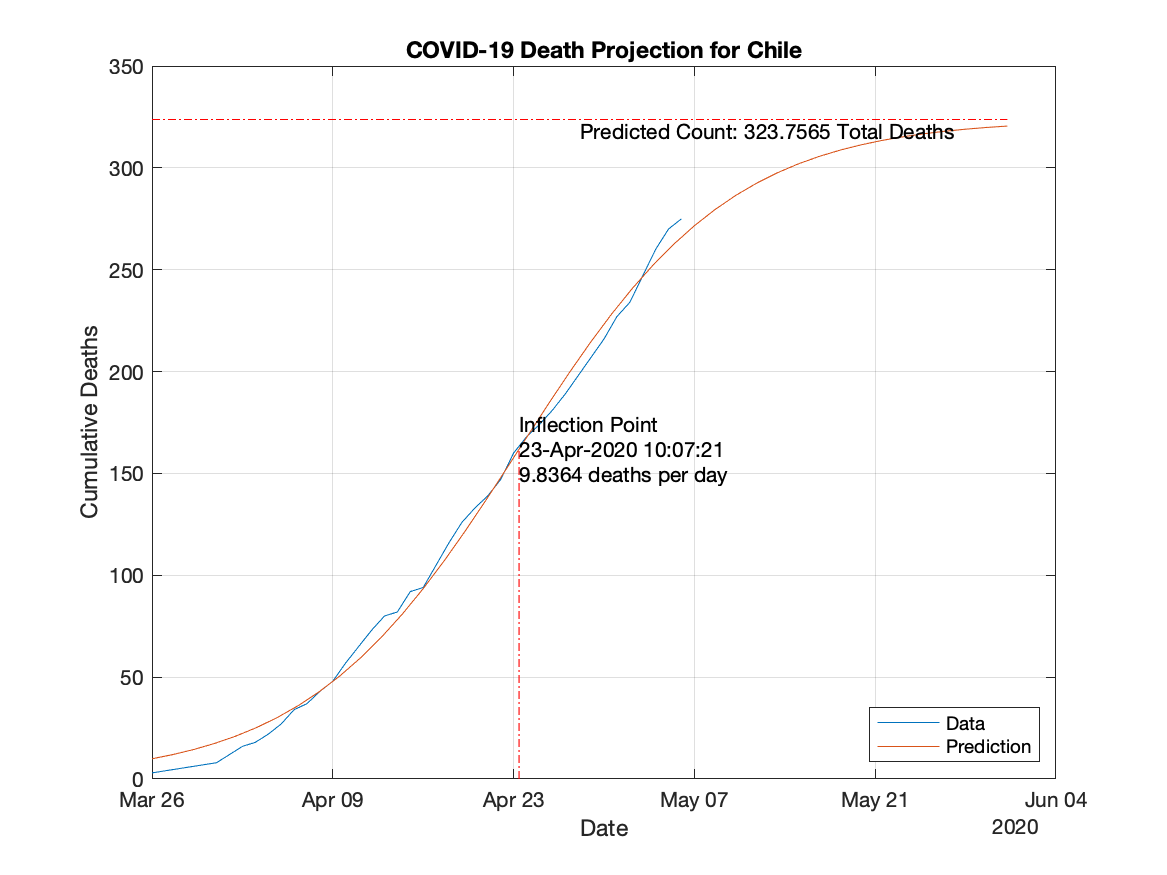 COVID-19 Death Projection for Chile
350
300
250
200
150
100
50
0
Cumulative Deaths
Predicted Count: 323.7565 Total Deaths
Inflection Point
23-Apr-2020 10:07:21
9.8364 deaths per day
Data
Prediction
Mar 26 Apr 09 Apr 23 May 07 May 21 Jun 04
Date
2020